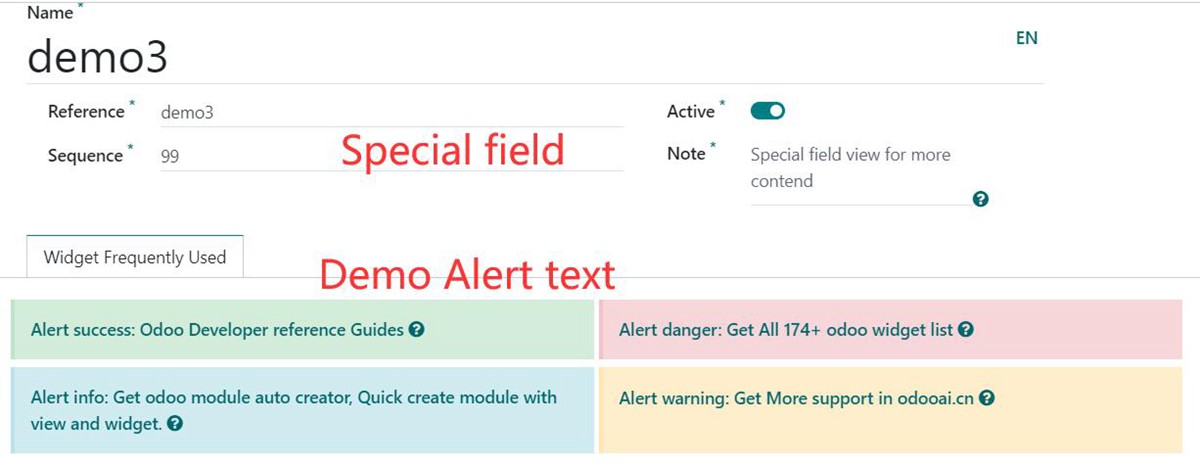 Name *
EN
demo3
Reference * demo3
Active *
Sequence * 99
Special field
Note * Special field view for more
contend
Widget Frequently Used
Demo Alert text
Alert success: Odoo Developer reference Guides
Alert danger: Get All 174+ odoo widget list
Alert info: Get odoo module auto creator, Quick create module with
view and widget.
Alert warning: Get More support in odooai.cn